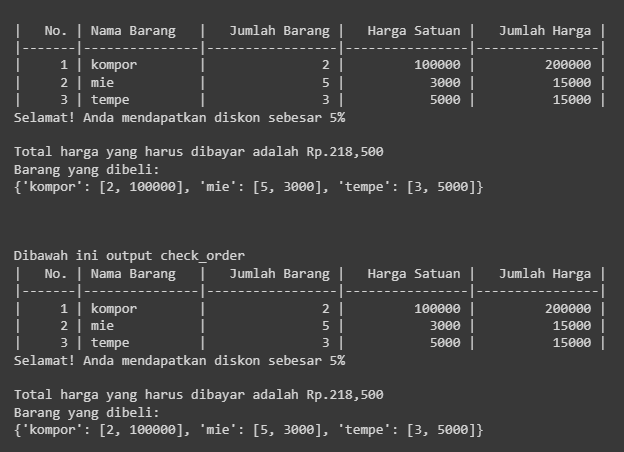 |   No. | Nama Barang   |   Jumlah Barang |   Harga Satuan |   Jumlah Harga |
|-------|---------------|-----------------|----------------|----------------|
|     1 | kompor        |               2 |         100000 |         200000 |
|     2 | mie           |               5 |           3000 |          15000 |
|     3 | tempe         |               3 |           5000 |          15000 |
Selamat! Anda mendapatkan diskon sebesar 5%
Total harga yang harus dibayar adalah Rp.218,500
Barang yang dibeli:
{'kompor': [2, 100000], 'mie': [5, 3000], 'tempe': [3, 5000]}
Dibawah ini output check_order
|   No. | Nama Barang   |   Jumlah Barang |   Harga Satuan |   Jumlah Harga |
|-------|---------------|-----------------|----------------|----------------|
|     1 | kompor        |               2 |         100000 |         200000 |
|     2 | mie           |               5 |           3000 |          15000 |
|     3 | tempe         |               3 |           5000 |          15000 |
Selamat! Anda mendapatkan diskon sebesar 5%
Total harga yang harus dibayar adalah Rp.218,500
Barang yang dibeli:
{'kompor': [2, 100000], 'mie': [5, 3000], 'tempe': [3, 5000]}